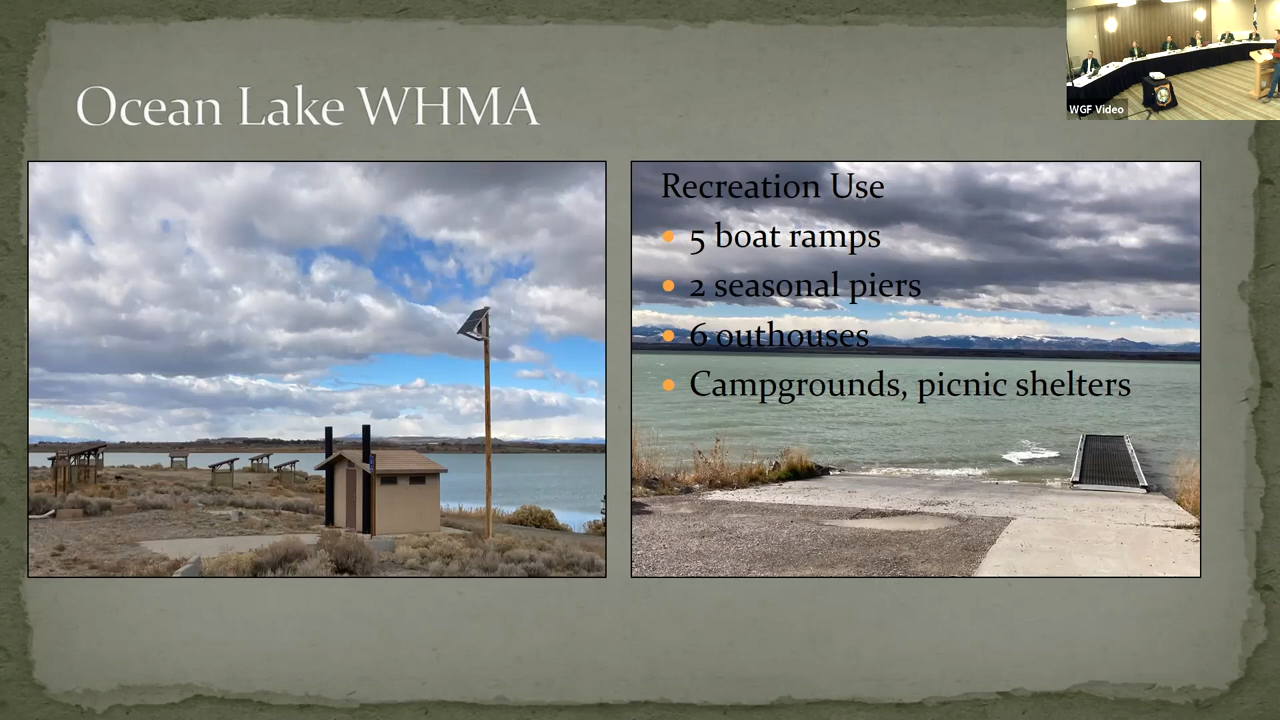 Ocean Lake WHMA
WGF Video
Recreation Use
• 5 boat ramps
• 2 seasonal piers
• 6 outhouses
• Campgrounds, picnic shelters